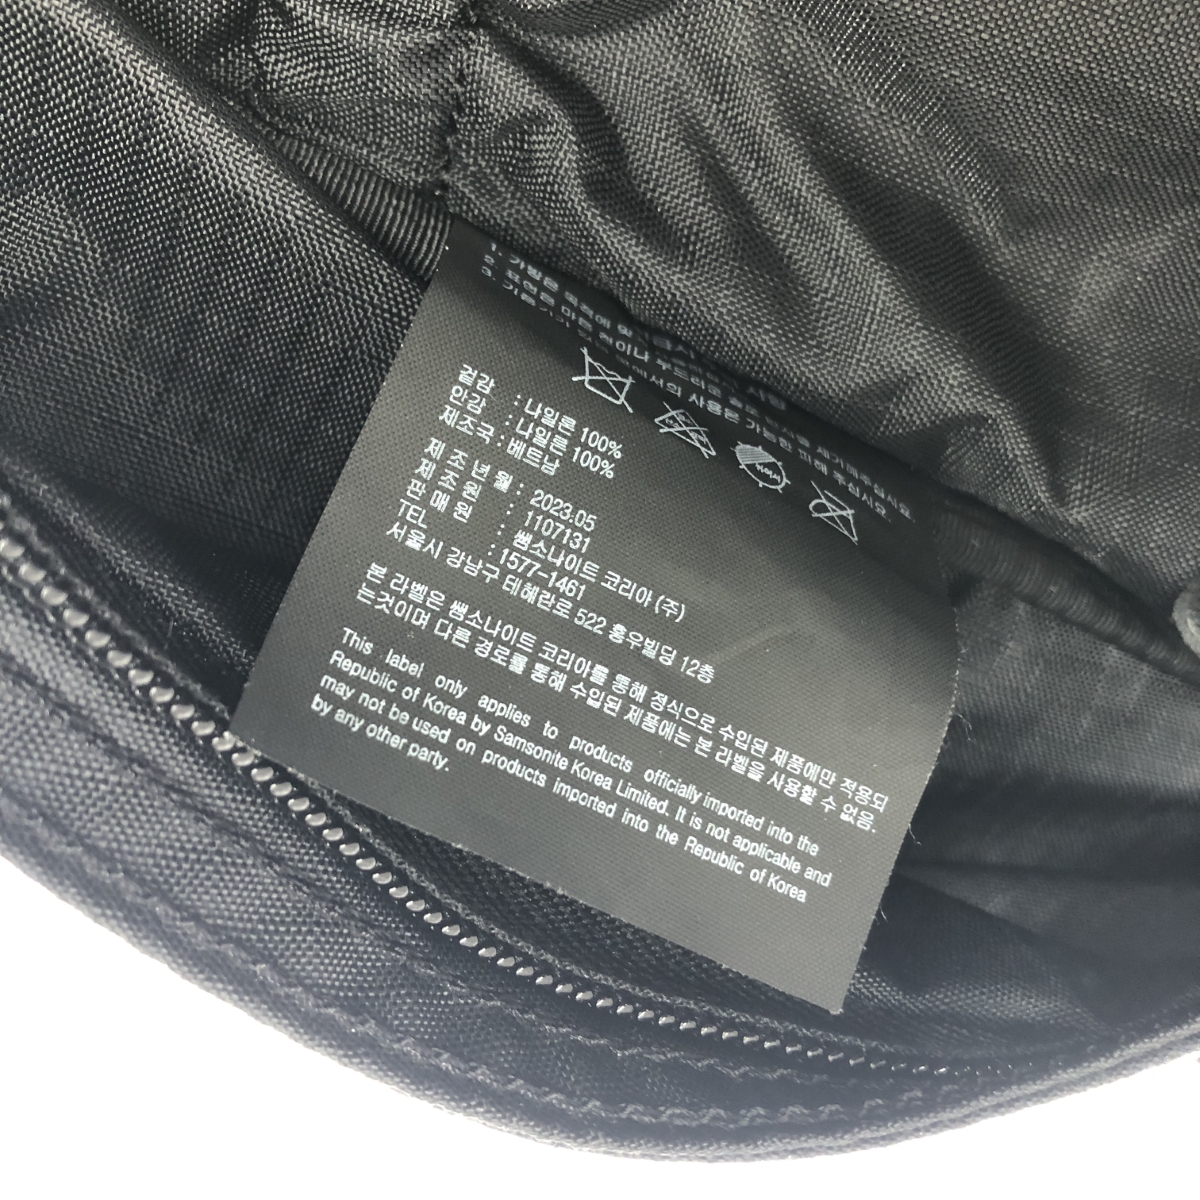 겉감 : 나일론 100%
안감 : 나일론 100%
제조국 : 베트남
제조년월 : 2023.05
제조원 : 1107131
판매원 : 쌤소나이트 코리아(주)
TEL : 1577-1461
서울시 강남구 테헤란로 522 홍우빌딩 12층
본 라벨은 쌤소나이트 코리아를 통해 정식으로 수입된 제품에만 적용되
는것이며 다른 경로를 통해 수입된 제품에는 본 라벨을 사용할 수 없음.
This label only applies to products officially imported into the
Republic of Korea by Samsonite Korea Limited. It is not applicable and
may not be used on products imported into the Republic of Korea
by any other party.